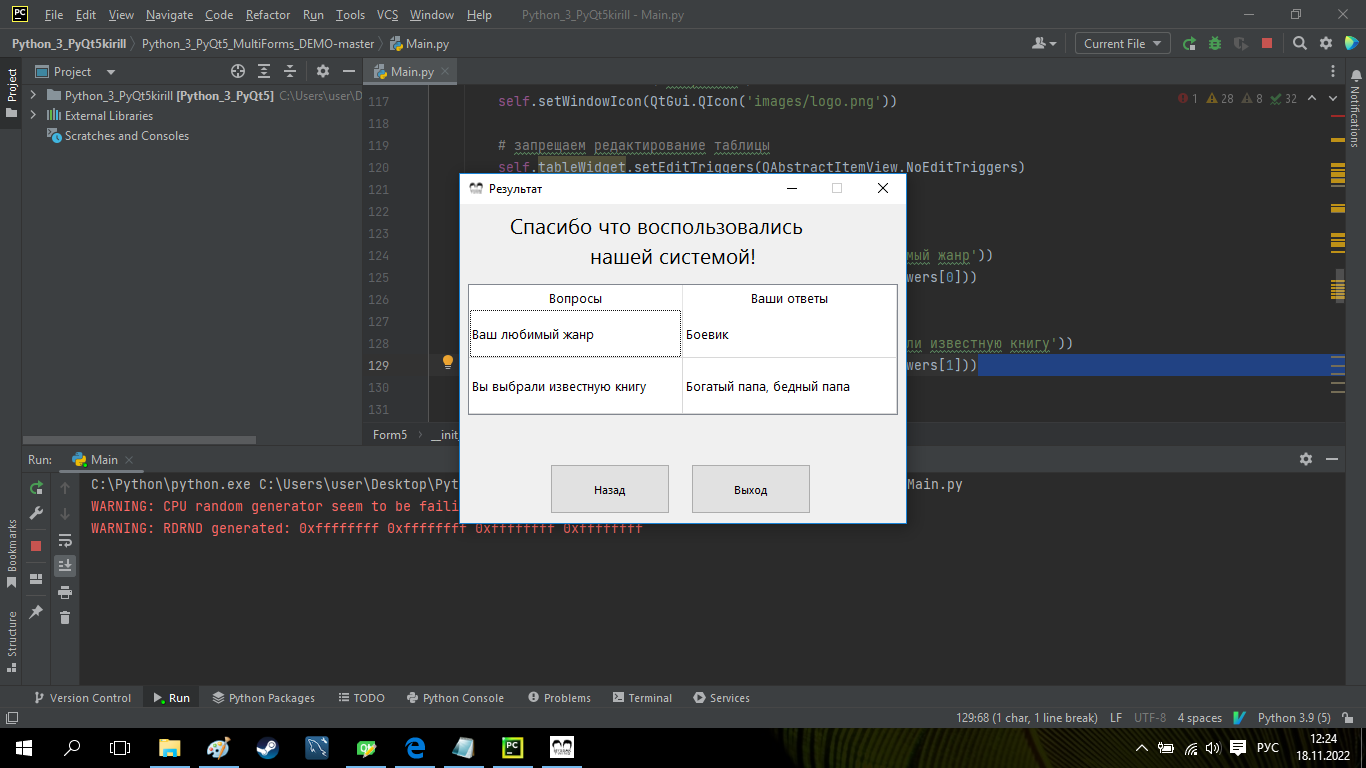 File Edit View Navigate Code Refactor Run Tools VCS Window Help Python_3_PyQt5kirill - Main.py
Python_3_PyQt5kirill Python_3_PyQt5_MultiForms_DEMO-master Main.py Current File
Project Main.py
Python_3_PyQt5kirill [Python_3_PyQt5] C:\Users\user\D
External Libraries
Scratches and Consoles
117 self.setWindowIcon(QtGui.QIcon('images/logo.png'))
1 28 8 32
118
119 # запрещаем редактирование таблицы
120 self.tableWidget.setEditTriggers(QAbstractItemView.NoEditTriggers)
121
122
123
124 мый жанр'))
125 wers[0]))
126
127
128 ли известную книгу'))
129 wers[1]))
130
131
Form5 __init
Результат
Спасибо что воспользовались
нашей системой!
Вопросы Ваши ответы
Ваш любимый жанр Боевик
Вы выбрали известную книгу Богатый папа, бедный папа
Назад Выход
Project
Notifications
Bookmarks
Structure
Run: Main
C:\Python\python.exe C:\Users\user\Desktop\Pyt Main.py
WARNING: CPU random generator seem to be faili
WARNING: RDRND generated: 0xffffffff 0xffffffff 0xffffffff 0xffffffff
Version Control Run Python Packages TODO Python Console Problems Terminal Services
129:68 (1 char, 1 line break) LF UTF-8 4 spaces Python 3.9 (5)
РУС 12:24
18.11.2022